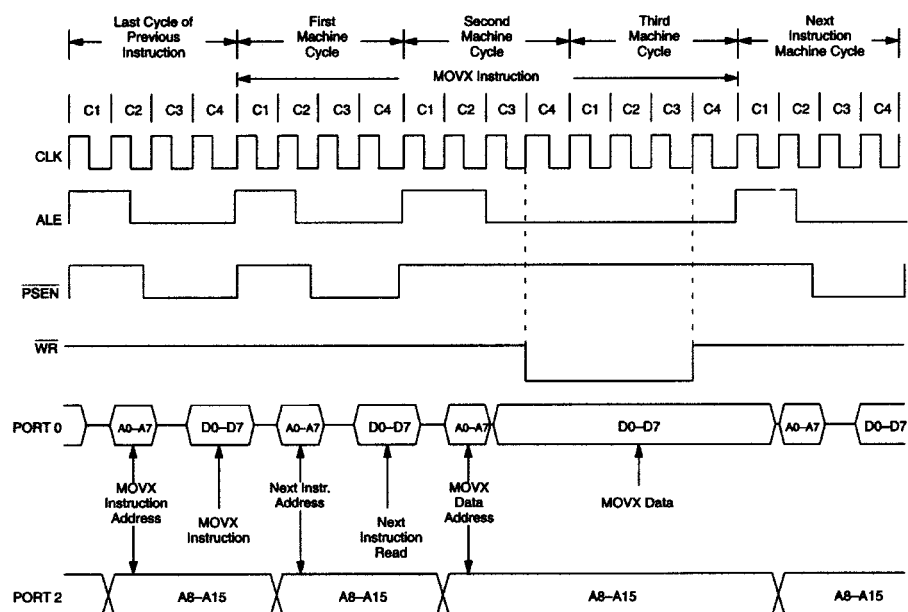 Last Cycle of Previous Instruction
First Machine Cycle
Second Machine Cycle
Third Machine Cycle
Next Instruction Machine Cycle
MOVX Instruction
C1 C2 C3 C4 C1 C2 C3 C4 C1 C2 C3 C4 C1 C2 C3 C4 C1 C2 C3 C4
CLK
ALE
PSEN
WR
PORT 0 A0–A7 D0–D7 A0–A7 D0–D7 A0–A7 D0–D7 A0–A7 D0–D7
MOVX Instruction Address
MOVX Instruction
Next Instr. Address
Next Instruction Read
MOVX Data Address
MOVX Data
PORT 2 A8–A15 A8–A15 A8–A15 A8–A15